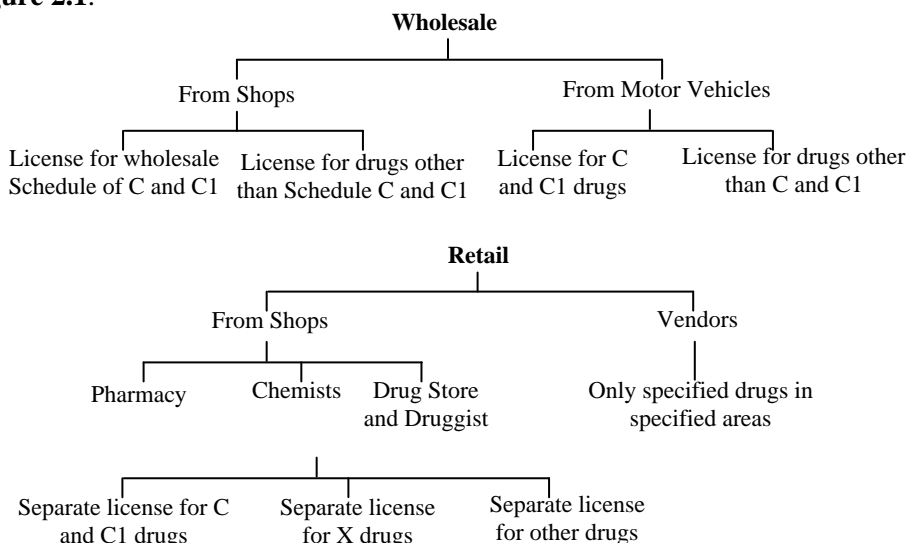 gure 2.1.
Wholesale
From Shops
From Motor Vehicles
License for wholesale
Schedule of C and C1
License for drugs other
than Schedule C and C1
License for C
and C1 drugs
License for drugs other
than C and C1
Retail
From Shops
Vendors
Pharmacy
Chemists
Drug Store
and Druggist
Only specified drugs in
specified areas
Separate license for C
and C1 drugs
Separate license
for X drugs
Separate license
for other drugs